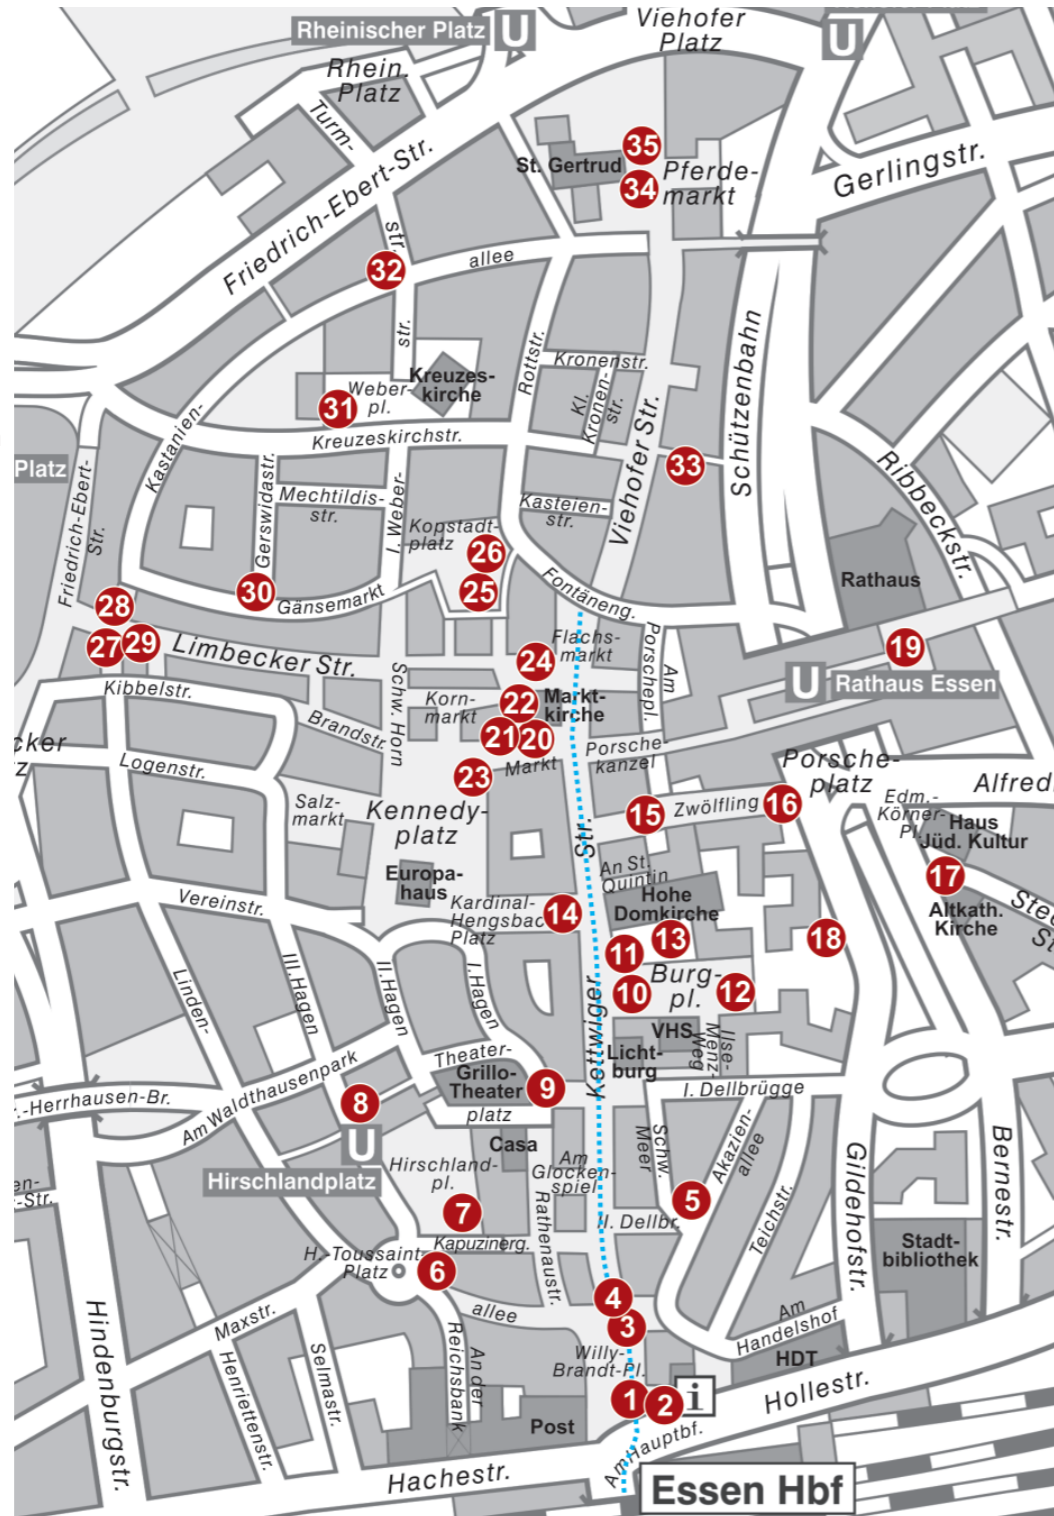 Viehofer
Platz
Rheinischer Platz
U
U
Rhein.
Platz
Turm-
str.
Friedrich-Ebert-Str.
St. Gertrud
35
34
Pferde-
markt
Gerlingstr.
32
allee
str.
Rottstr.
Kronenstr.
Kl.
Kronen-
str.
Schützenbahn
Kreuzes-
kirche
Weber-
pl.
31
Kreuzeskirchstr.
Kastanien-
Platz
Friedrich-Ebert-
Str.
Gerswidastr.
Mechtildis-
str.
I. Weber-
Kopstadt-
platz
26
25
Kasteien-
str.
Viehofer Str.
33
Ribbeckstr.
Rathaus
30
Gänsemarkt
Fontäneng.
28
27
29
Limbecker Str.
Kibbelstr.
Flachs-
markt
24
Am
Porschepl.
19
U
Rathaus Essen
Schw. Horn
Korn-
markt
22
Markt-
kirche
21
20
Markt
23
Brandstr.
Porsche-
kanzel
cker
z
Logenstr.
Salz-
markt
Kennedy-
platz
Porsche-
platz
15
Zwölfling
16
Edm.-
Körner-
Pl.
Alfredi
Haus
Jüd. Kultur
17
Altkath.
Kirche
Stee
St
Europa-
haus
Vereinstr.
Kardinal-
Hengsbac
Platz
14
An St.
Quintin
Hohe
Domkirche
11
13
18
Burg-
pl.
10
12
Linden-
III.Hagen
II.Hagen
I.Hagen
Kettwiger
Str.
VHS
Licht-
burg
Ilse-
Menz-
Weg
Theater-
Grillo-
Theater
9
platz
I. Dellbrügge
.-Herrhausen-Br.
Am Waldthausenpark
8
U
Hirschlandplatz
Hirschland-
pl.
Casa
Am
Glocken-
spiel
Schw.
Meer
Akazien-
allee
Teichstr.
Gildehofstr.
Bernestr.
en-
-Str.
7
Kapuzinerg.
Rathenaustr.
II. Dellbr.
5
Stadt-
bibliothek
H.-Toussaint-
Platz
6
allee
4
3
Willy-
Brandt-Pl.
Am
Handelshof
HDT
Hindenburgstr.
Maxstr.
Henriettenstr.
Selmastr.
An der
Reichsbank
Post
1
2
i
Hollestr.
Am Hauptbf.
Hachestr.
Essen Hbf